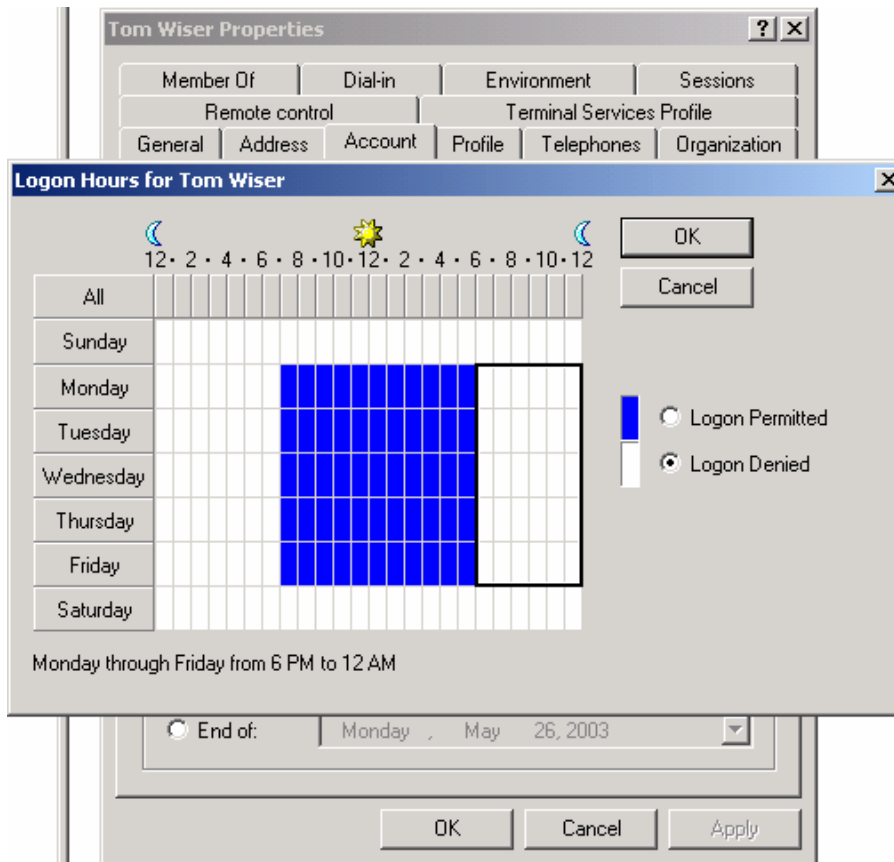 Tom Wiser Properties
Member Of Dial-in Environment Sessions
Remote control Terminal Services Profile
General Address Account Profile Telephones Organization
Logon Hours for Tom Wiser
12 · 2 · 4 · 6 · 8 · 10 · 12 · 2 · 4 · 6 · 8 · 10 · 12
OK
Cancel
All
Sunday
Monday
Tuesday
Wednesday
Thursday
Friday
Saturday
Logon Permitted
Logon Denied
Monday through Friday from 6 PM to 12 AM
End of: Monday , May 26, 2003
OK Cancel Apply